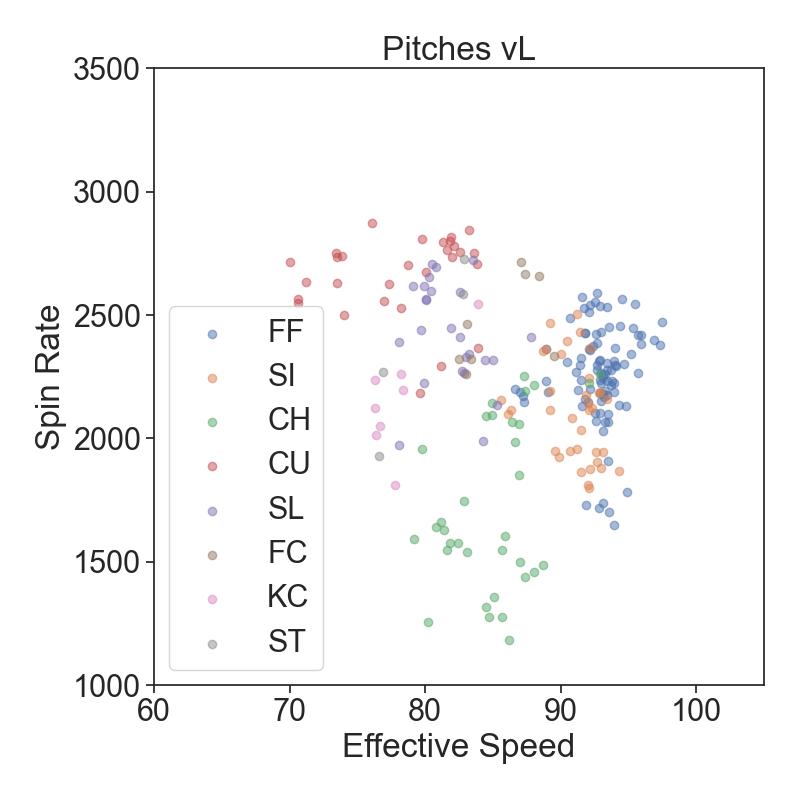 Pitches vL
3500
3000
2500
2000
1500
1000
Spin Rate
FF
SI
CH
CU
SL
FC
KC
ST
60 70 80 90 100
Effective Speed